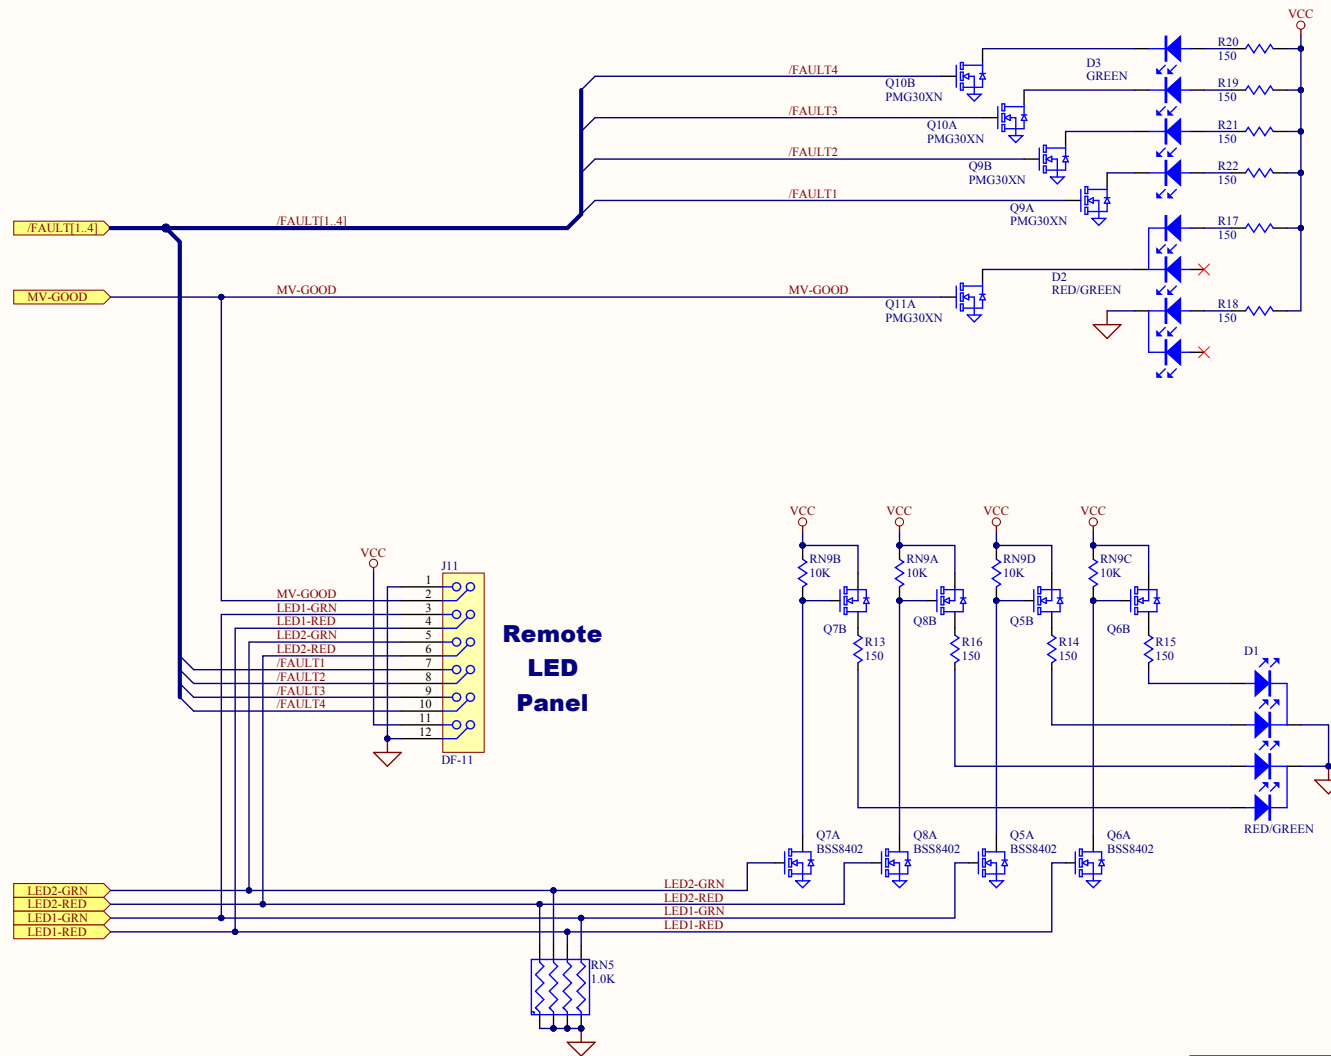 VCC
R20
150
D3
GREEN
/FAULT4
Q10B
PMG30XN
R19
150
/FAULT3
Q10A
PMG30XN
R21
150
/FAULT2
Q9B
PMG30XN
R22
150
/FAULT1
Q9A
PMG30XN
/FAULT[1..4]
/FAULT[1..4]
R17
150
D2
RED/GREEN
MV-GOOD
MV-GOOD
MV-GOOD
Q11A
PMG30XN
R18
150
VCC
VCC
VCC
VCC
RN9B
10K
RN9A
10K
RN9D
10K
RN9C
10K
Q7B
Q8B
Q5B
Q6B
R13
150
R16
150
R14
150
R15
150
D1
RED/GREEN
VCC
J11
1
MV-GOOD
2
LED1-GRN
3
LED1-RED
4
LED2-GRN
5
LED2-RED
6
/FAULT1
7
/FAULT2
8
/FAULT3
9
/FAULT4
10
11
12
DF-11
Remote
LED
Panel
Q7A
BSS8402
Q8A
BSS8402
Q5A
BSS8402
Q6A
BSS8402
LED2-GRN
LED2-RED
LED1-GRN
LED1-RED
LED2-GRN
LED2-RED
LED1-GRN
LED1-RED
RN5
1.0K